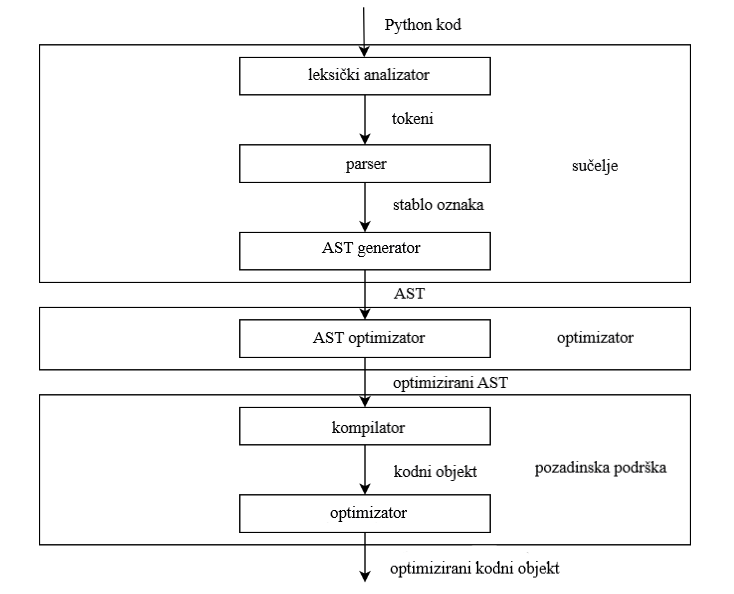 Python kod
leksički analizator
tokeni
parser
sučelje
stablo oznaka
AST generator
AST
AST optimizator
optimizator
optimizirani AST
kompilator
kodni objekt
pozadinska podrška
optimizator
optimizirani kodni objekt